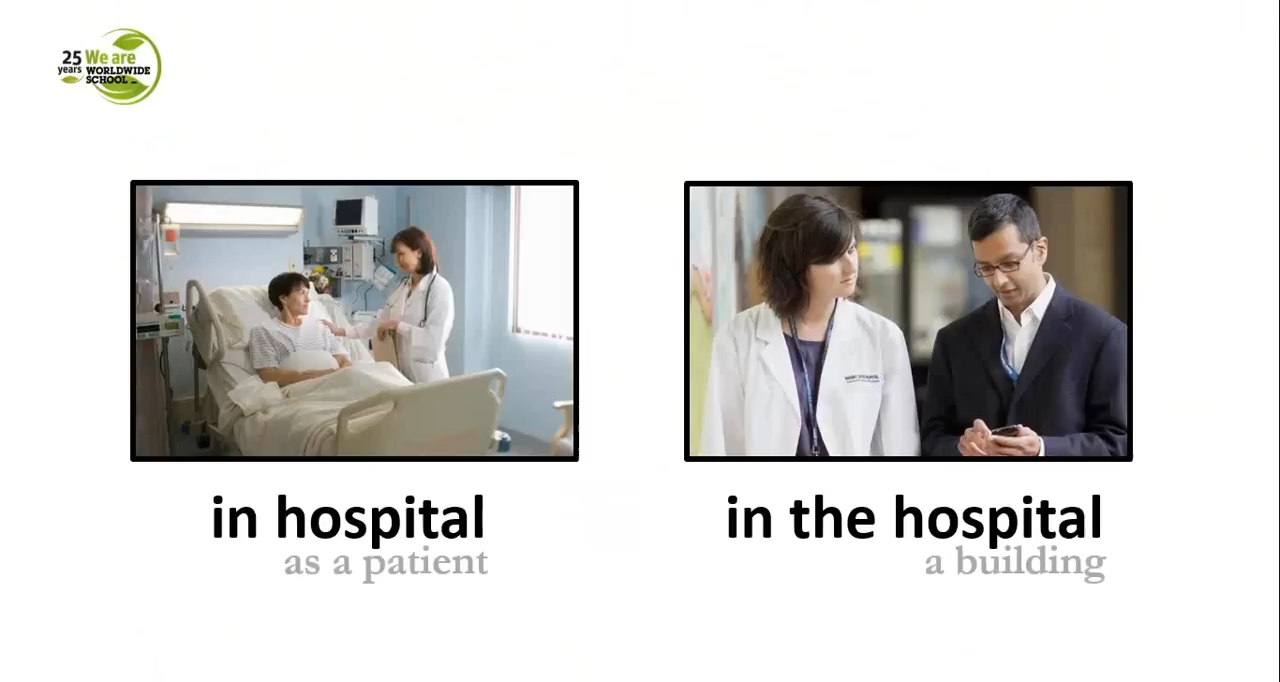 25 We are
years WORLDWIDE
SCHOOL
in hospital
as a patient
in the hospital
a building